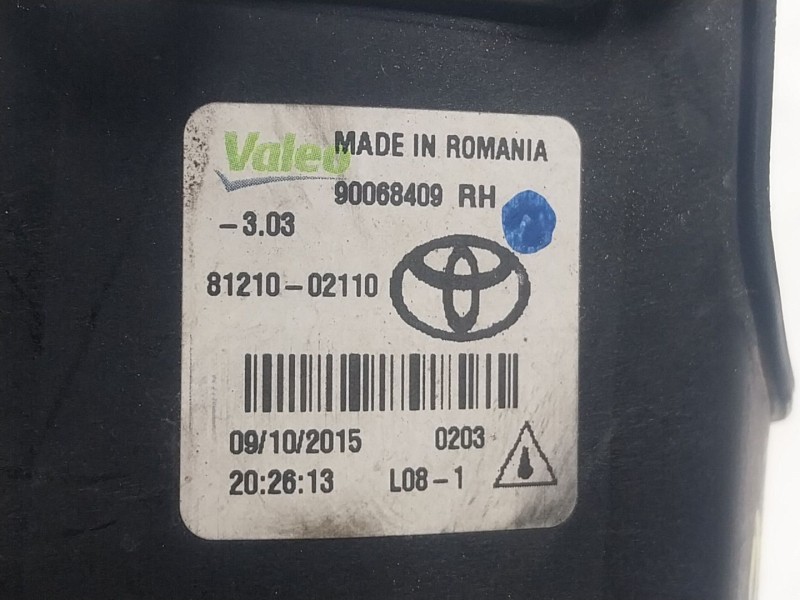 Valeo MADE IN ROMANIA
90068409 RH
-3.03
81210-02110
09/10/2015 0203
20:26:13 L08-1